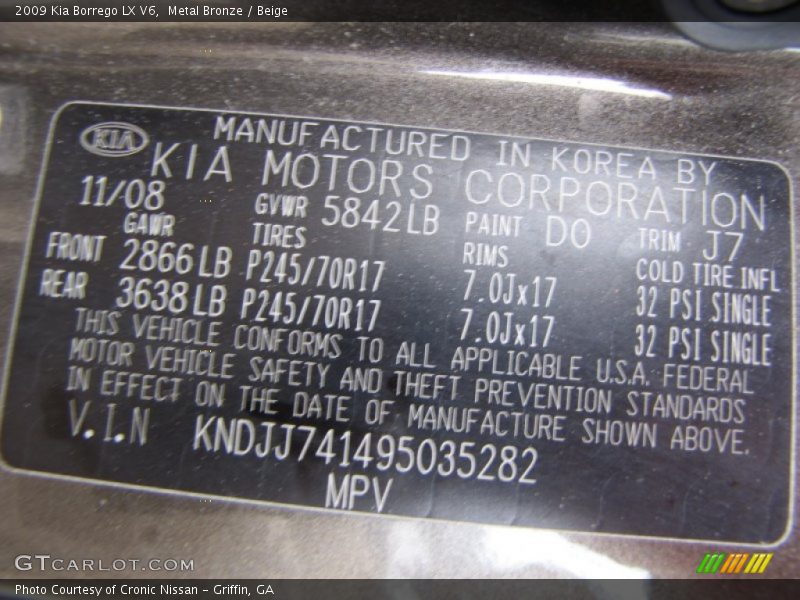 2009 Kia Borrego LX V6,  Metal Bronze / Beige
KIA
MANUFACTURED IN KOREA BY
KIA MOTORS CORPORATION
11/08 GVWR 5842LB PAINT D0 TRIM J7
GAWR TIRES RIMS COLD TIRE INFL
FRONT 2866LB P245/70R17 7.0Jx17 32 PSI SINGLE
REAR 3638LB P245/70R17 7.0Jx17 32 PSI SINGLE
THIS VEHICLE CONFORMS TO ALL APPLICABLE U.S.A. FEDERAL
MOTOR VEHICLE SAFETY AND THEFT PREVENTION STANDARDS
IN EFFECT ON THE DATE OF MANUFACTURE SHOWN ABOVE.
V.I.N KNDJJ741495035282
MPV
GTCARLOT.COM
Photo Courtesy of Cronic Nissan – Griffin, GA